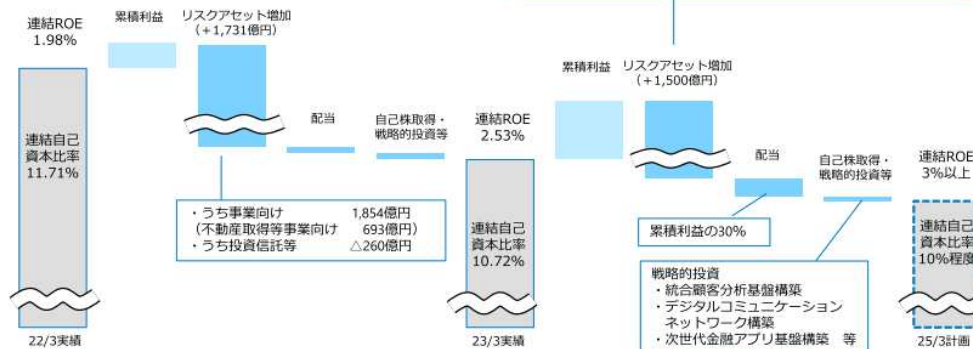 連結ROE
1.98%
累積利益
リスクアセット増加
（+1,731億円）
配当
自己株取得・
戦略的投資等
連結自己
資本比率
11.71%
・うち事業向け 1,854億円
（不動産取得等事業向け 693億円）
・うち投資信託等 △260億円
22/3実績
連結ROE
2.53%
連結自己
資本比率
10.72%
23/3実績
累積利益
リスクアセット増加
（+1,500億円）
配当
自己株取得・
戦略的投資等
累積利益の30%
戦略的投資
・統合顧客分析基盤構築
・デジタルコミュニケーション
ネットワーク構築
・次世代金融アプリ基盤構築 等
連結ROE
3%以上
連結自己
資本比率
10%程度
25/3計画